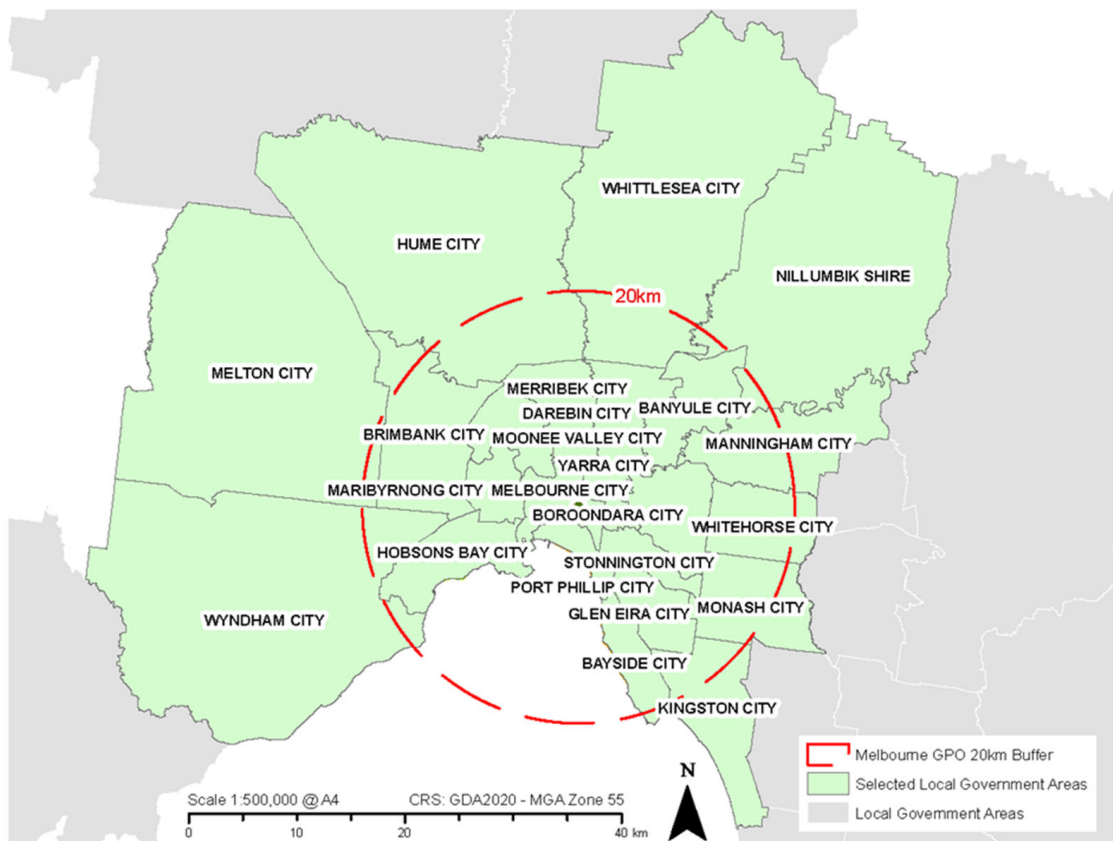 WHITTLESEA CITY
HUME CITY
NILLUMBIK SHIRE
20km
MELTON CITY
MERRIBEK CITY
DAREBIN CITY
BANYULE CITY
BRIMBANK CITY
MOONEE VALLEY CITY
MANNINGHAM CITY
YARRA CITY
MARIBYRNONG CITY
MELBOURNE CITY
BOROONDARA CITY
WHITEHORSE CITY
HOBSONS BAY CITY
STONNINGTON CITY
PORT PHILLIP CITY
MONASH CITY
GLEN EIRA CITY
WYNDHAM CITY
BAYSIDE CITY
KINGSTON CITY
Melbourne GPO 20km Buffer
Selected Local Government Areas
Local Government Areas
N
Scale 1:500,000 @ A4
CRS: GDA2020 - MGA Zone 55
0 10 20 40 km